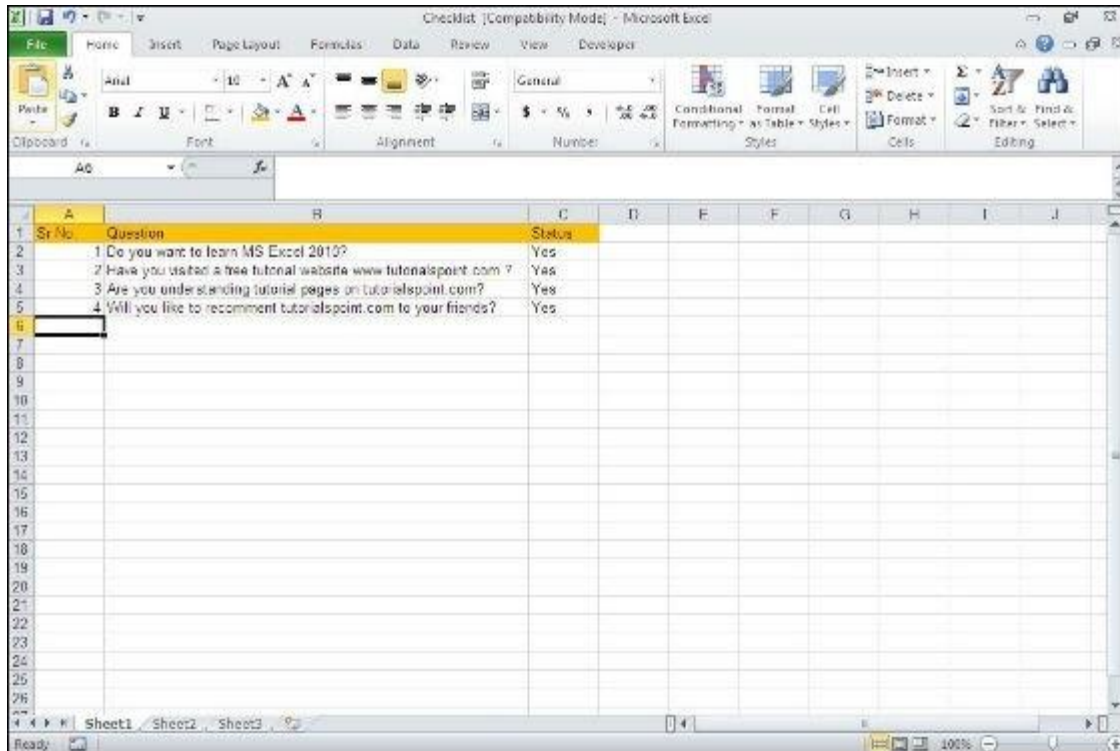 Checklist [Compatibility Mode] - Microsoft Excel
File Home Insert Page Layout Formulas Data Review View Developer
Paste
Arial 10 A A
B I U A
General
$ % ,
Conditional Formatting Format as Table Cell Styles
Insert
Delete
Format
Σ
Sort & Filter Find & Select
Clipboard Font Alignment Number Styles Cells Editing
A6 fx
A B C D E F G H I J
1 Sr No Question Status
2 1 Do you want to learn MS Excel 2010? Yes
3 2 Have you visited a free tutorial website www.tutorialspoint.com ? Yes
4 3 Are you understanding tutorial pages on tutorialspoint.com? Yes
5 4 Will you like to recomment tutorialspoint.com to your friends? Yes
6
7
8
9
10
11
12
13
14
15
16
17
18
19
20
21
22
23
24
25
26
Sheet1 Sheet2 Sheet3
Ready 100%